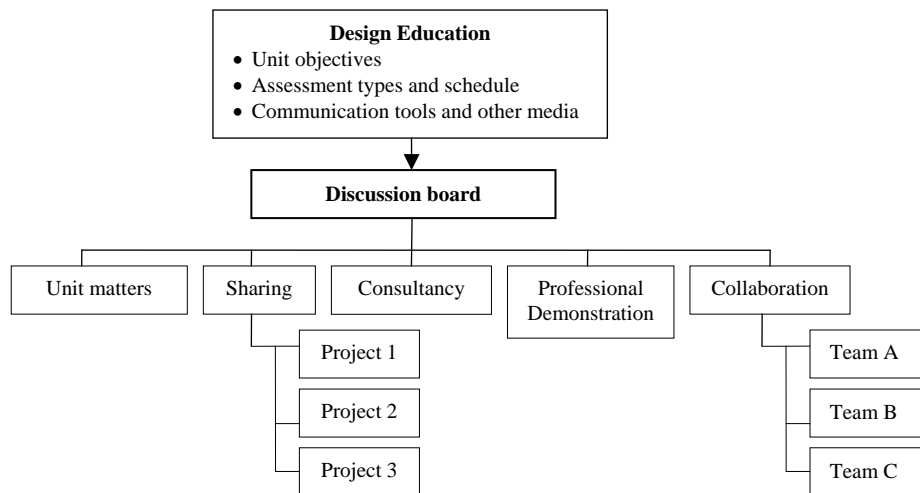 Design Education
• Unit objectives
• Assessment types and schedule
• Communication tools and other media
Discussion board
Unit matters
Sharing
Consultancy
Professional
Demonstration
Collaboration
Project 1
Project 2
Project 3
Team A
Team B
Team C